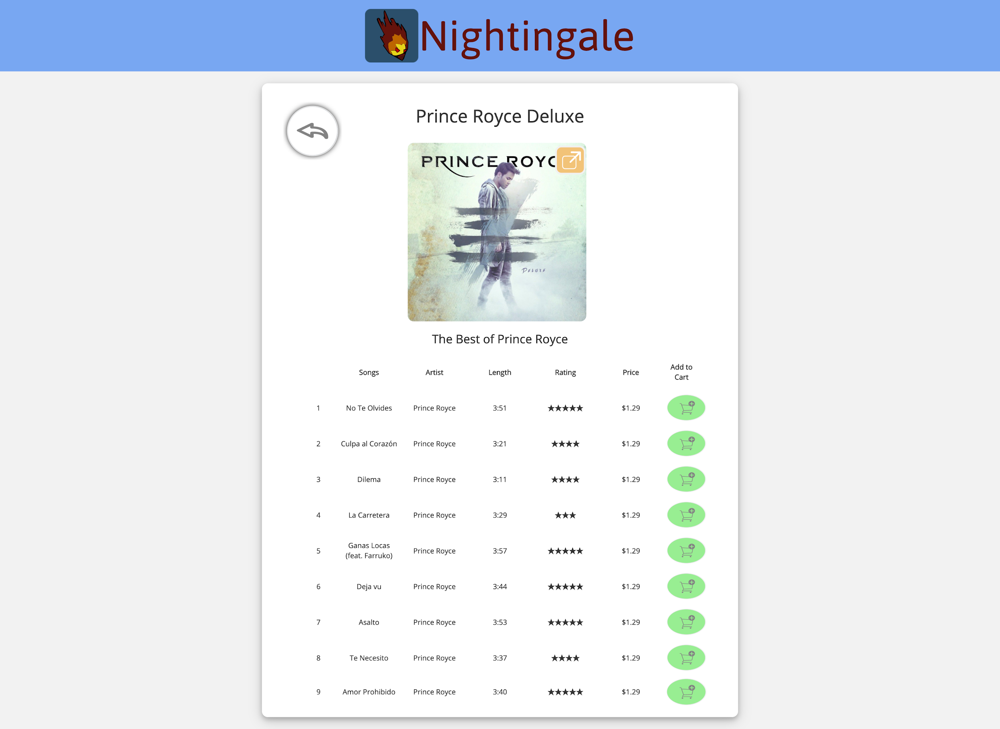 Nightingale
Prince Royce Deluxe
PRINCE ROYC
DELUXE
The Best of Prince Royce
Songs Artist Length Rating Price Add to Cart
1 No Te Olvides Prince Royce 3:51 ★★★★★ $1.29
2 Culpa al Corazón Prince Royce 3:21 ★★★★ $1.29
3 Dilema Prince Royce 3:11 ★★★★ $1.29
4 La Carretera Prince Royce 3:29 ★★★ $1.29
5 Ganas Locas (feat. Farruko) Prince Royce 3:57 ★★★★★ $1.29
6 Deja vu Prince Royce 3:44 ★★★★★ $1.29
7 Asalto Prince Royce 3:53 ★★★★★ $1.29
8 Te Necesito Prince Royce 3:37 ★★★★ $1.29
9 Amor Prohibido Prince Royce 3:40 ★★★★★ $1.29